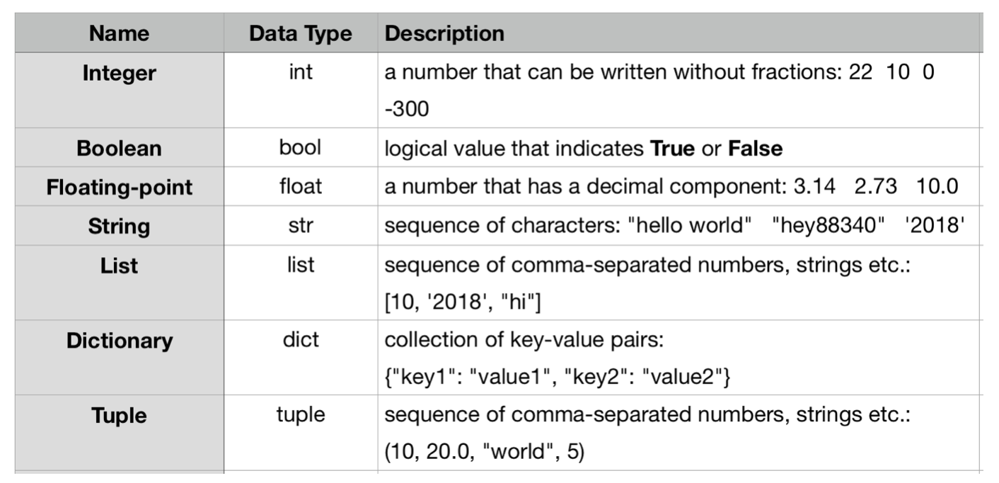 Name Data Type Description
Integer int a number that can be written without fractions: 22 10 0
-300
Boolean bool logical value that indicates True or False
Floating-point float a number that has a decimal component: 3.14 2.73 10.0
String str sequence of characters: "hello world" "hey88340" '2018'
List list sequence of comma-separated numbers, strings etc.:
[10, '2018', "hi"]
Dictionary dict collection of key-value pairs:
{"key1": "value1", "key2": "value2"}
Tuple tuple sequence of comma-separated numbers, strings etc.:
(10, 20.0, "world", 5)